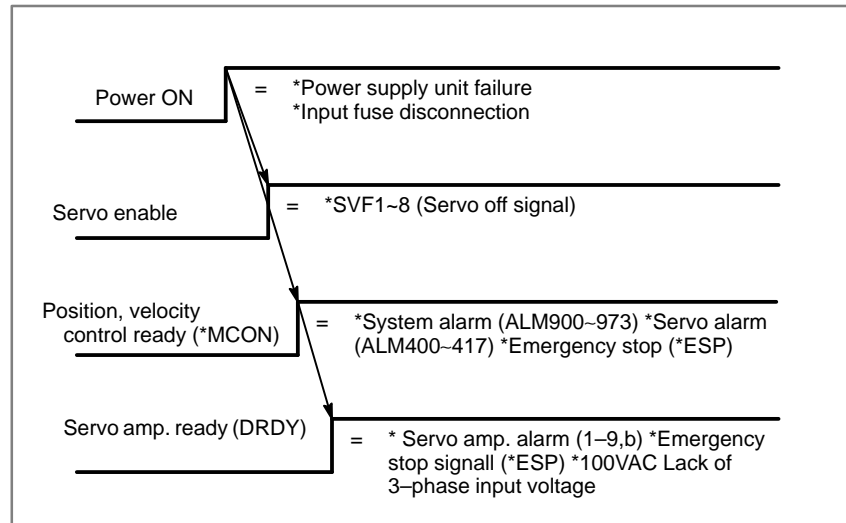 Power ON
= *Power supply unit failure
*Input fuse disconnection
Servo enable
= *SVF1~8 (Servo off signal)
Position, velocity
control ready (*MCON)
= *System alarm (ALM900~973) *Servo alarm
(ALM400~417) *Emergency stop (*ESP)
Servo amp. ready (DRDY)
= * Servo amp. alarm (1–9,b) *Emergency
stop signall (*ESP) *100VAC Lack of
3–phase input voltage